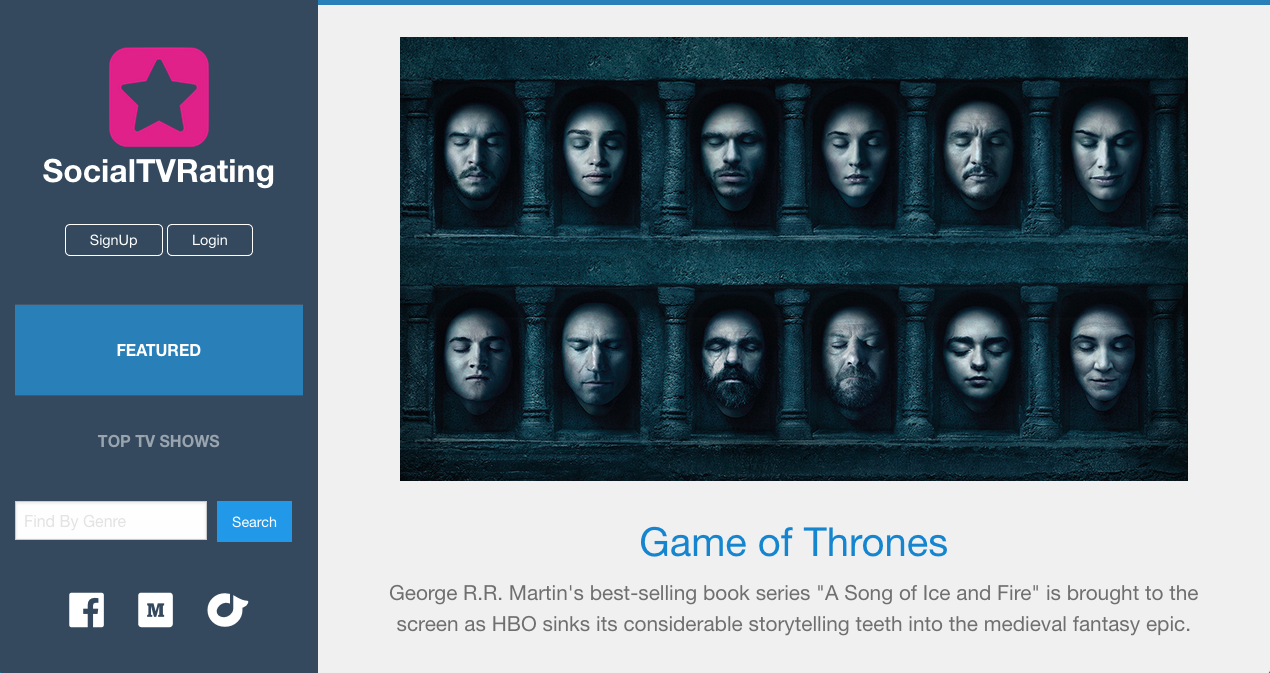 SocialTVRating
SignUp
Login
FEATURED
TOP TV SHOWS
Find By Genre
Search
M
Game of Thrones
George R.R. Martin's best-selling book series "A Song of Ice and Fire" is brought to the
screen as HBO sinks its considerable storytelling teeth into the medieval fantasy epic.